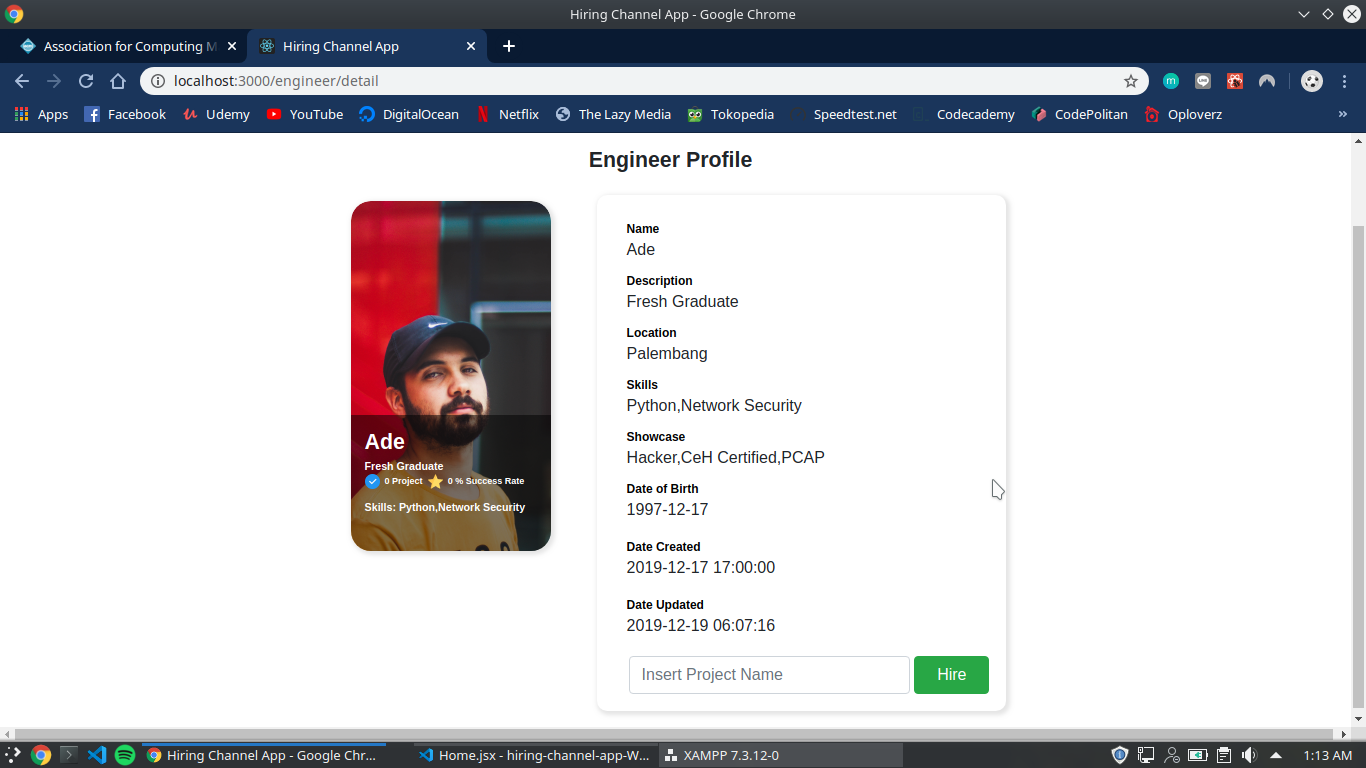 Hiring Channel App - Google Chrome
Association for Computing M
Hiring Channel App
localhost:3000/engineer/detail
Apps
Facebook
Udemy
YouTube
DigitalOcean
Netflix
The Lazy Media
Tokopedia
Speedtest.net
Codecademy
CodePolitan
Oploverz
»
Engineer Profile
Ade
Fresh Graduate
0 Project
0 % Success Rate
Skills: Python,Network Security
Name
Ade
Description
Fresh Graduate
Location
Palembang
Skills
Python,Network Security
Showcase
Hacker,CeH Certified,PCAP
Date of Birth
1997-12-17
Date Created
2019-12-17 17:00:00
Date Updated
2019-12-19 06:07:16
Insert Project Name
Hire
Hiring Channel App - Google Chr...
Home.jsx - hiring-channel-app-W...
XAMPP 7.3.12-0
1:13 AM